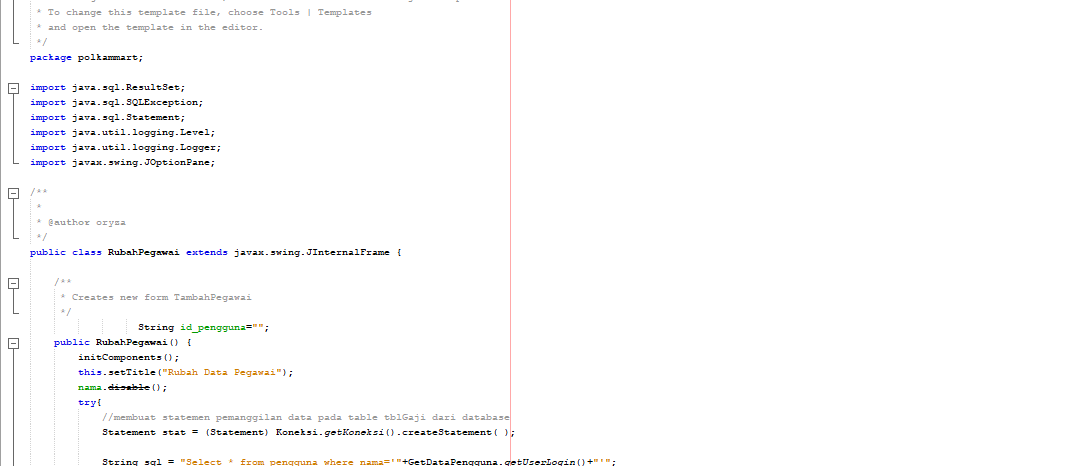 * To change this template file, choose Tools | Templates
* and open the template in the editor.
*/
package polkammart;
import java.sql.ResultSet;
import java.sql.SQLException;
import java.sql.Statement;
import java.util.logging.Level;
import java.util.logging.Logger;
import javax.swing.JOptionPane;
/**
*
* @author orysa
*/
public class RubahPegawai extends javax.swing.JInternalFrame {
/**
* Creates new form TambahPegawai
*/
String id_pengguna="";
public RubahPegawai() {
initComponents();
this.setTitle("Rubah Data Pegawai");
nama.disable();
try{
//membuat statemen pemanggilan data pada table tblGaji dari database
Statement stat = (Statement) Koneksi.getKoneksi().createStatement( );
String sql = "Select * from pengguna where nama='"+GetDataPengguna.getUserLogin()+"'";